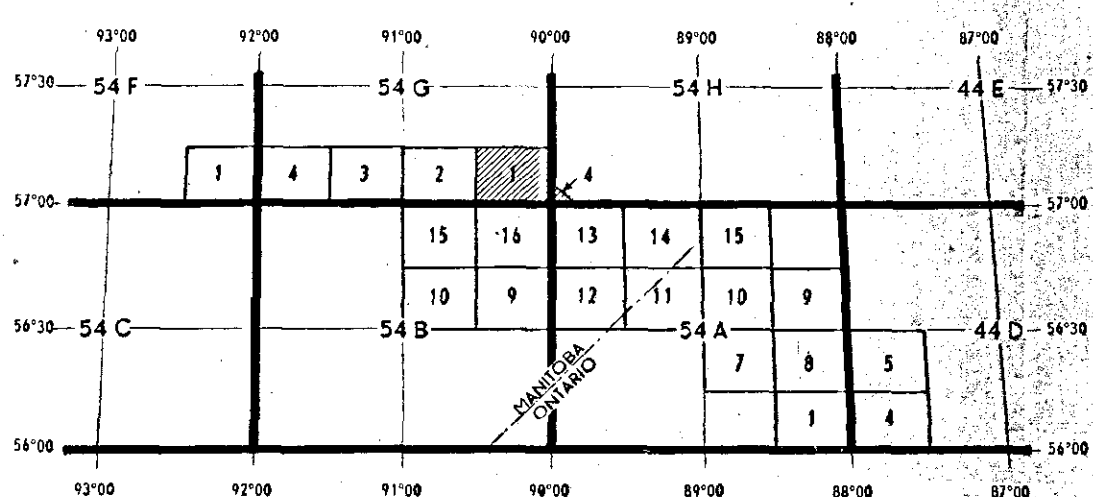 93°00 92°00 91°00 90°00 89°00 88°00 87°00
57°30 54 F 54 G 54 H 44 E 57°30
1 4 3 2 1 4
57°00 57°00
15 16 13 14 15
10 9 12 11 10 9
56°30 54 C 54 B 54 A 44 D 56°30
7 8 5
MANITOBA
ONTARIO
1 4
56°00 56°00
93°00 92°00 91°00 90°00 89°00 88°00 87°00